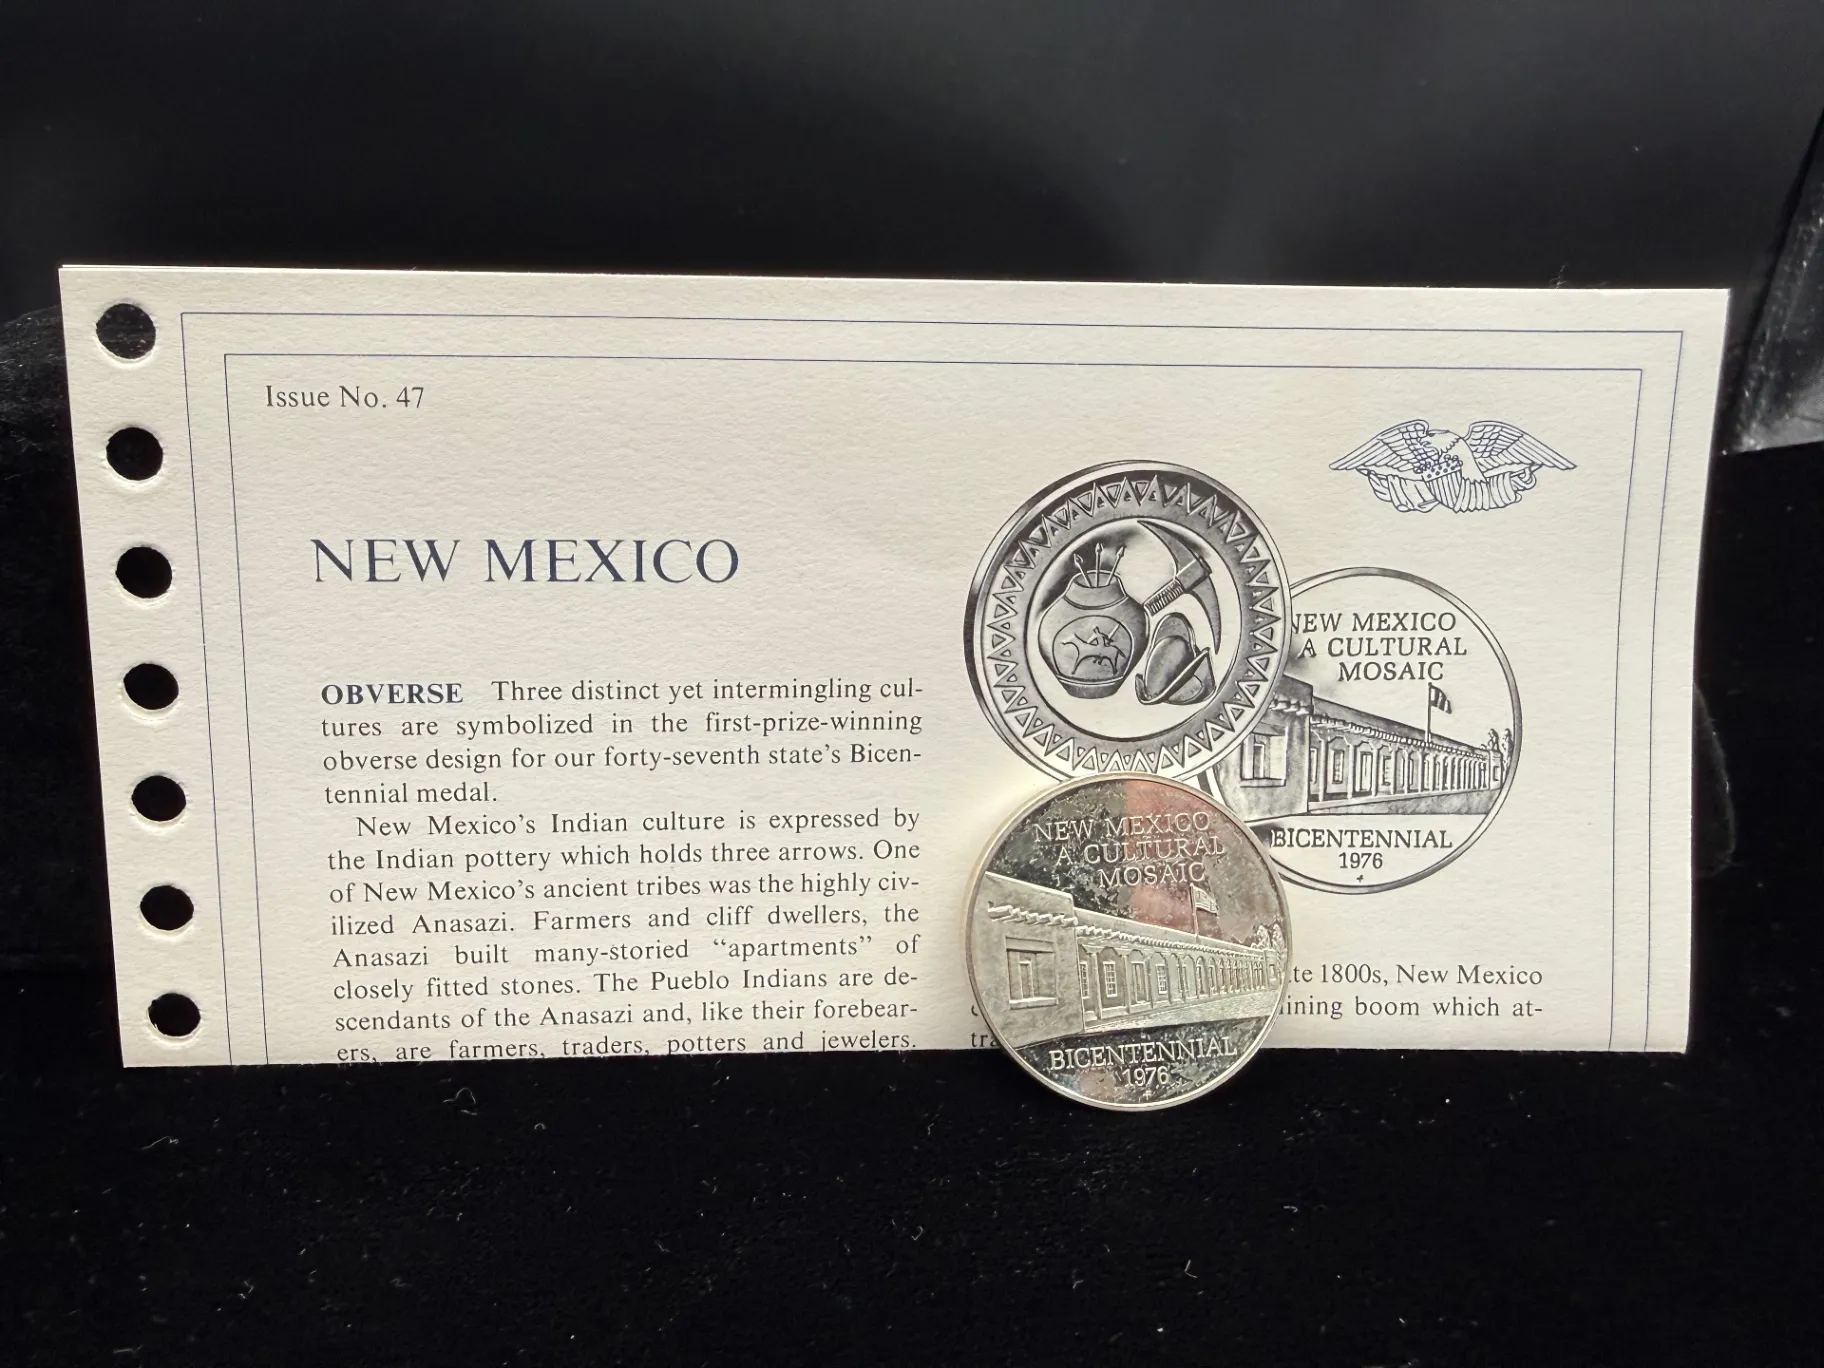 Issue No. 47
NEW MEXICO
OBVERSE Three distinct yet intermingling cul-
tures are symbolized in the first-prize-winning
obverse design for our forty-seventh state's Bicen-
tennial medal.
New Mexico's Indian culture is expressed by
the Indian pottery which holds three arrows. One
of New Mexico's ancient tribes was the highly civ-
ilized Anasazi. Farmers and cliff dwellers, the
Anasazi built many-storied “apartments” of
closely fitted stones. The Pueblo Indians are de-
scendants of the Anasazi and, like their forebear-
ers, are farmers, traders, potters and jewelers.
NEW MEXICO
A CULTURAL
MOSAIC
BICENTENNIAL
1976
NEW MEXICO
A CULTURAL
MOSAIC
BICENTENNIAL
1976
1800s, New Mexico
boom which at-